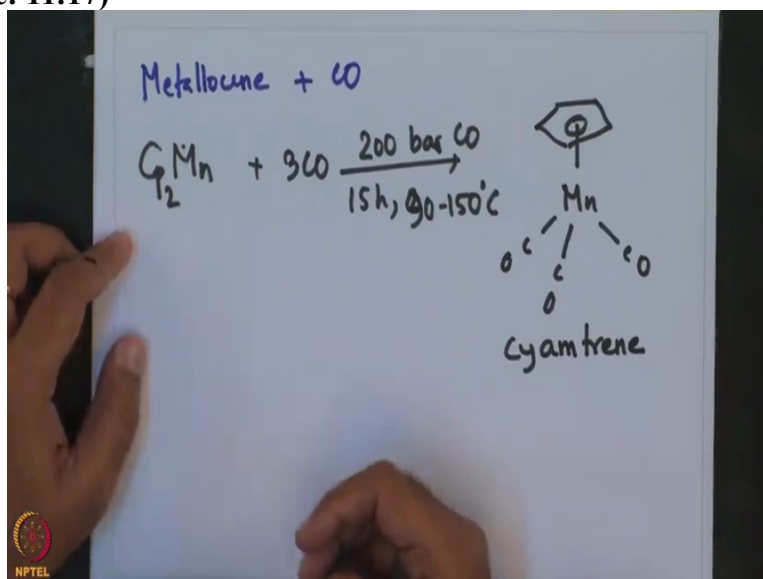 Metallocene + CO
Cp₂Mn + 3CO 200 bar CO
15h, 90-150°C
Mn
OC CO
C
O
Cyamtrene
NPTEL